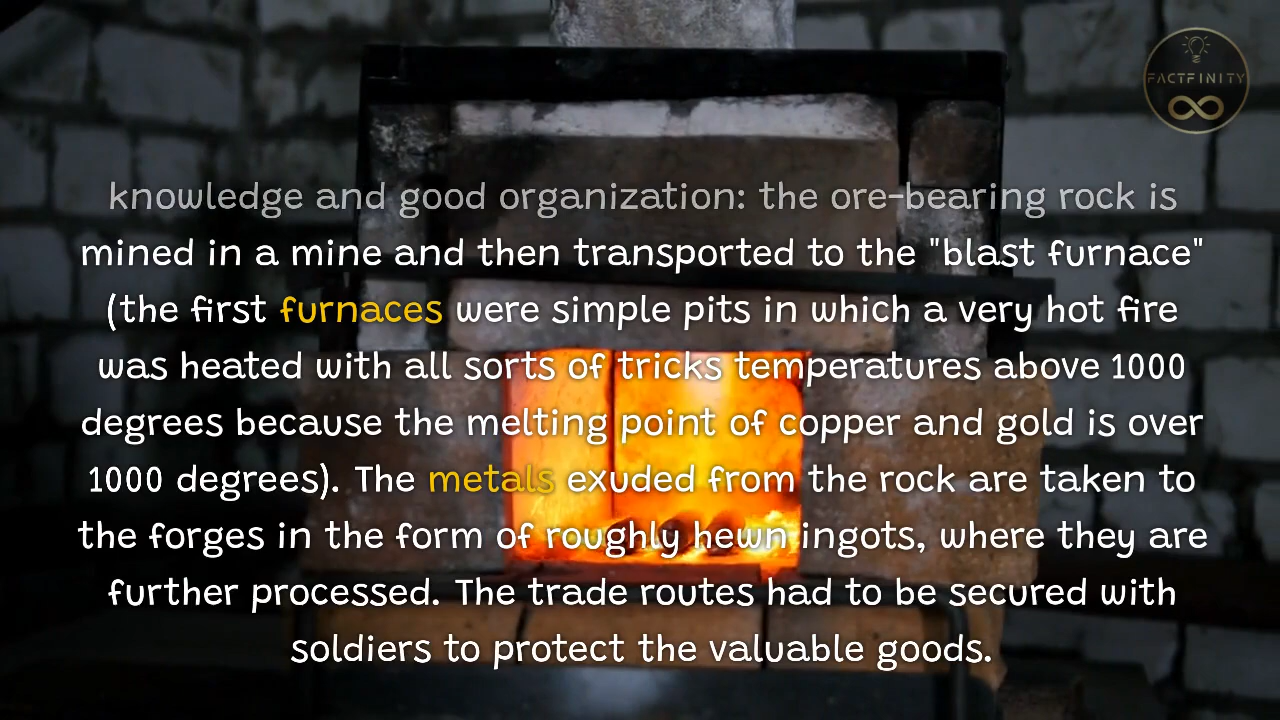 FACTFINITY
knowledge and good organization: the ore-bearing rock is
mined in a mine and then transported to the "blast furnace"
(the first furnaces were simple pits in which a very hot fire
was heated with all sorts of tricks temperatures above 1000
degrees because the melting point of copper and gold is over
1000 degrees). The metals exuded from the rock are taken to
the forges in the form of roughly hewn ingots, where they are
further processed. The trade routes had to be secured with
soldiers to protect the valuable goods.